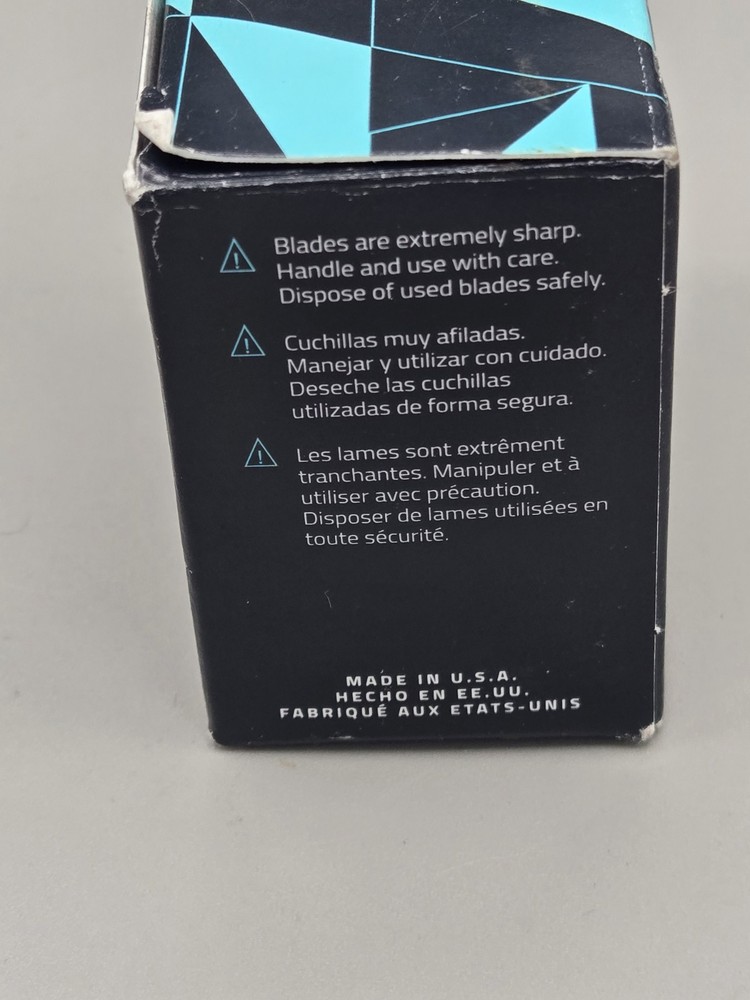 Blades are extremely sharp.
Handle and use with care.
Dispose of used blades safely.
Cuchillas muy afiladas.
Manejar y utilizar con cuidado.
Deseche las cuchillas
utilizadas de forma segura.
Les lames sont extrêment
tranchantes. Manipuler et à
utiliser avec précaution.
Disposer de lames utilisées en
toute sécurité.
MADE IN U.S.A.
HECHO EN EE.UU.
FABRIQUÉ AUX ETATS-UNIS